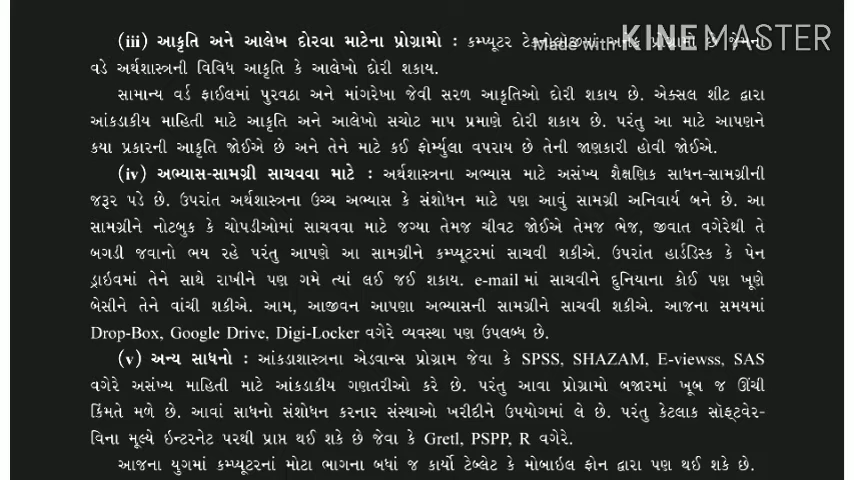 (iii) આકૃતિ અને આલેખ દોરવા માટેના પ્રોગ્રામો : કમ્પ્યૂટર ટેક્નોલૉજીમાં અનેક પ્રોગ્રામો છે જેમના
Made with KINEMASTER
વડે અર્થશાસ્ત્રની વિવિધ આકૃતિ કે આલેખો દોરી શકાય.
સામાન્ય વર્ડ ફાઈલમાં પુરવઠા અને માંગરેખા જેવી સરળ આકૃતિઓ દોરી શકાય છે. એક્સલ શીટ દ્વારા
આંકડાકીય માહિતી માટે આકૃતિ અને આલેખો સચોટ માપ પ્રમાણે દોરી શકાય છે. પરંતુ આ માટે આપણને
કયા પ્રકારની આકૃતિ જોઈએ છે અને તેને માટે કઈ ફોર્મ્યુલા વપરાય છે તેની જાણકારી હોવી જોઈએ.
(iv) અભ્યાસ-સામગ્રી સાચવવા માટે : અર્થશાસ્ત્રના અભ્યાસ માટે અસંખ્ય શૈક્ષણિક સાધન-સામગ્રીની
જરૂર પડે છે. ઉપરાંત અર્થશાસ્ત્રના ઉચ્ચ અભ્યાસ કે સંશોધન માટે પણ આવું સામગ્રી અનિવાર્ય બને છે. આ
સામગ્રીને નોટબુક કે ચોપડીઓમાં સાચવવા માટે જગ્યા તેમજ ચીવટ જોઈએ તેમજ ભેજ, જીવાત વગેરેથી તે
બગડી જવાનો ભય રહે પરંતુ આપણે આ સામગ્રીને કમ્પ્યૂટરમાં સાચવી શકીએ. ઉપરાંત હાર્ડડિસ્ક કે પેન
ડ્રાઇવમાં તેને સાથે રાખીને પણ ગમે ત્યાં લઈ જઈ શકાય. e-mail માં સાચવીને દુનિયાના કોઈ પણ ખૂણે
બેસીને તેને વાંચી શકીએ. આમ, આજીવન આપણા અભ્યાસની સામગ્રીને સાચવી શકીએ. આજના સમયમાં
Drop-Box, Google Drive, Digi-Locker વગેરે વ્યવસ્થા પણ ઉપલબ્ધ છે.
(v) અન્ય સાધનો : આંકડાશાસ્ત્રના એડવાન્સ પ્રોગ્રામ જેવા કે SPSS, SHAZAM, E-viewss, SAS
વગેરે અસંખ્ય માહિતી માટે આંકડાકીય ગણતરીઓ કરે છે. પરંતુ આવા પ્રોગ્રામો બજારમાં ખૂબ જ ઊંચી
કિંમતે મળે છે. આવાં સાધનો સંશોધન કરનાર સંસ્થાઓ ખરીદીને ઉપયોગમાં લે છે. પરંતુ કેટલાક સૉફ્ટવેર-
વિના મૂલ્યે ઇન્ટરનેટ પરથી પ્રાપ્ત થઈ શકે છે જેવા કે Gretl, PSPP, R વગેરે.
આજના યુગમાં કમ્પ્યૂટરનાં મોટા ભાગના બધાં જ કાર્યો ટેબ્લેટ કે મોબાઇલ ફોન દ્વારા પણ થઈ શકે છે.